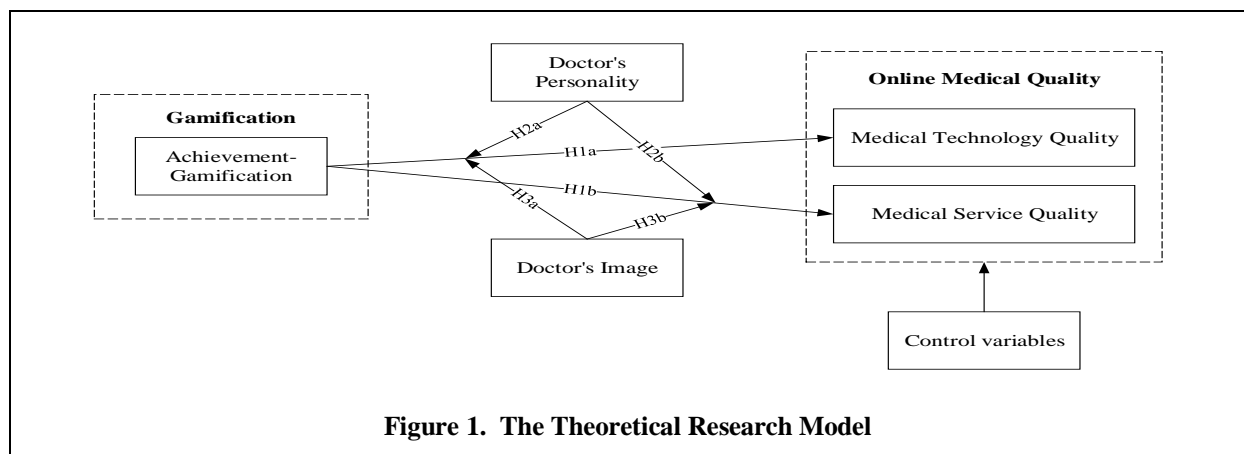 Doctor's
Personality
Online Medical Quality
Gamification
Achievement-
Gamification
H2a
H2b
H1a
H1b
H3a
H3b
Medical Technology Quality
Medical Service Quality
Doctor's Image
Control variables
Figure 1. The Theoretical Research Model